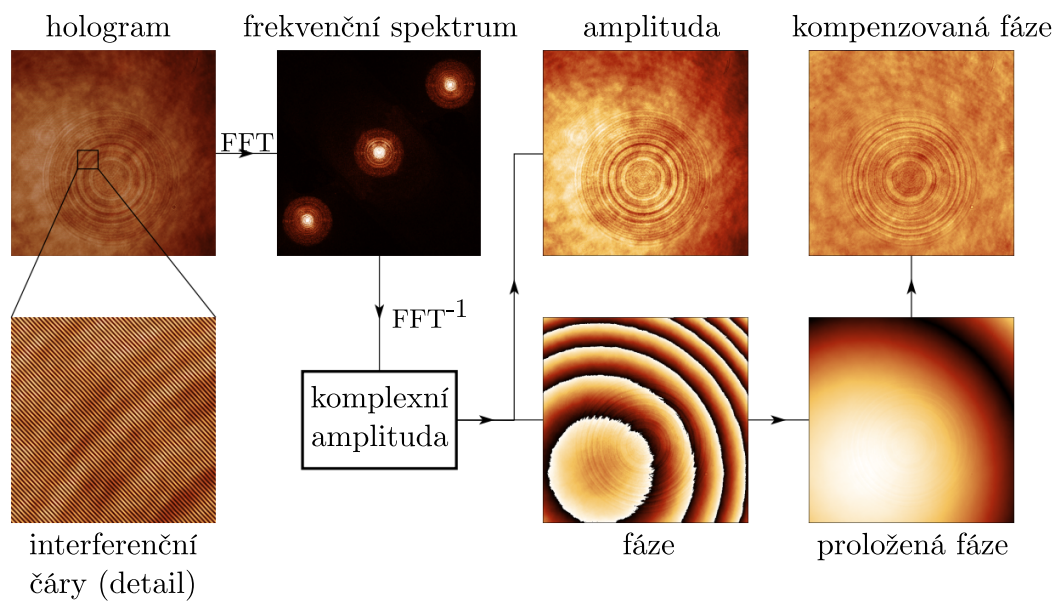 hologram
frekvenční spektrum
amplituda
kompenzovaná fáze
FFT
FFT-1
komplexní
amplituda
interferenční
čáry (detail)
fáze
proložená fáze